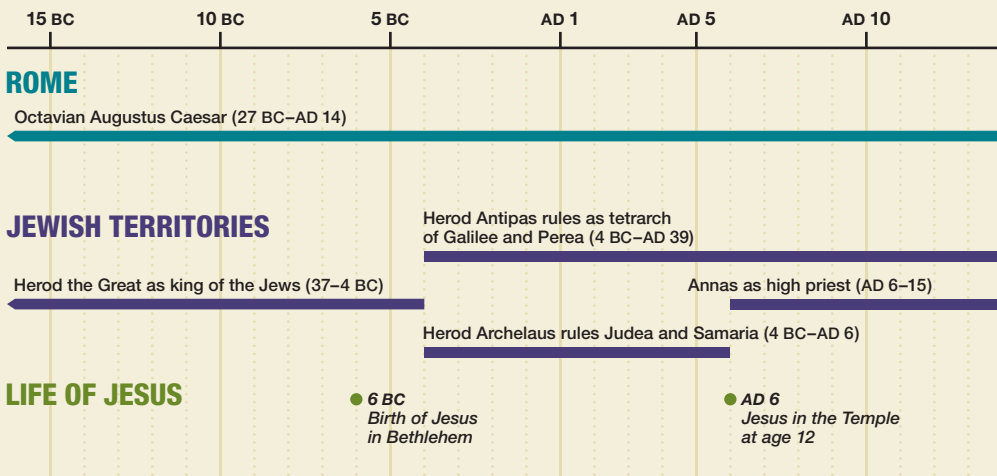 15 BC 10 BC 5 BC AD 1 AD 5 AD 10
ROME
Octavian Augustus Caesar (27 BC–AD 14)
JEWISH TERRITORIES
Herod Antipas rules as tetrarch
of Galilee and Perea (4 BC–AD 39)
Herod the Great as king of the Jews (37–4 BC)
Annas as high priest (AD 6–15)
Herod Archelaus rules Judea and Samaria (4 BC–AD 6)
LIFE OF JESUS
6 BC
Birth of Jesus
in Bethlehem
AD 6
Jesus in the Temple
at age 12